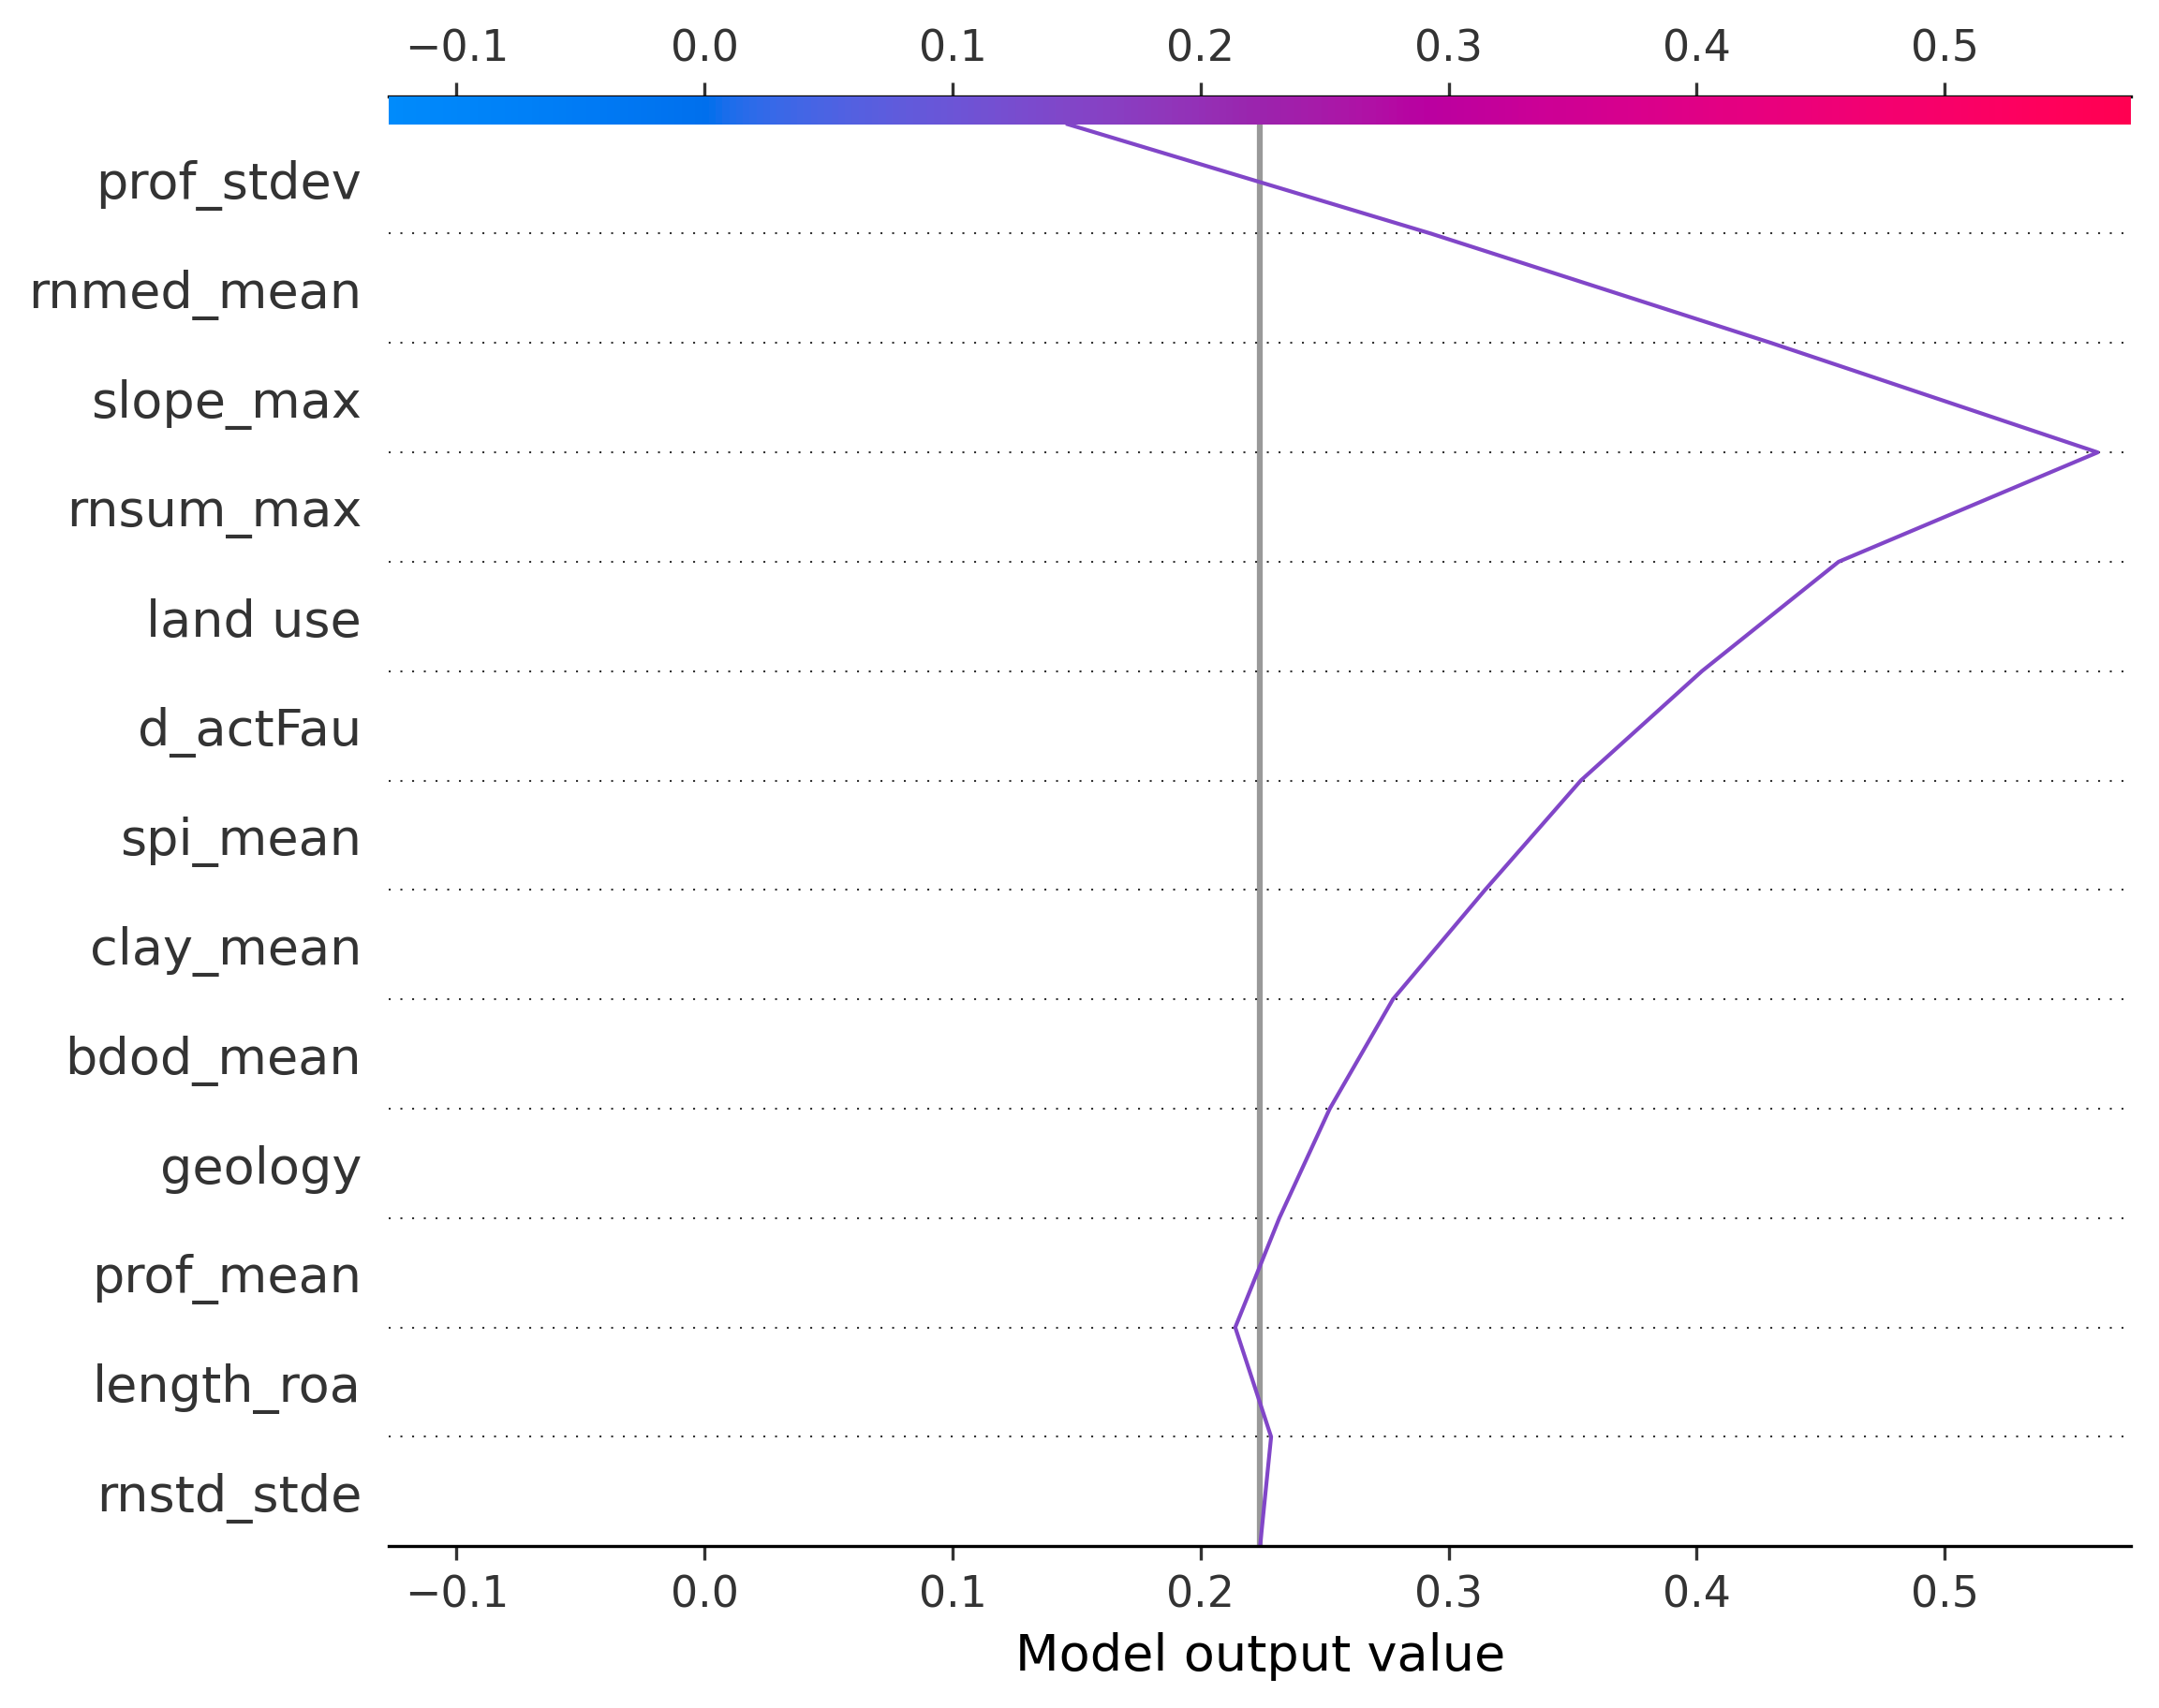 −0.1 0.0 0.1 0.2 0.3 0.4 0.5
prof_stdev
rnmed_mean
slope_max
rnsum_max
land use
d_actFau
spi_mean
clay_mean
bdod_mean
geology
prof_mean
length_roa
rnstd_stde
−0.1 0.0 0.1 0.2 0.3 0.4 0.5
Model output value